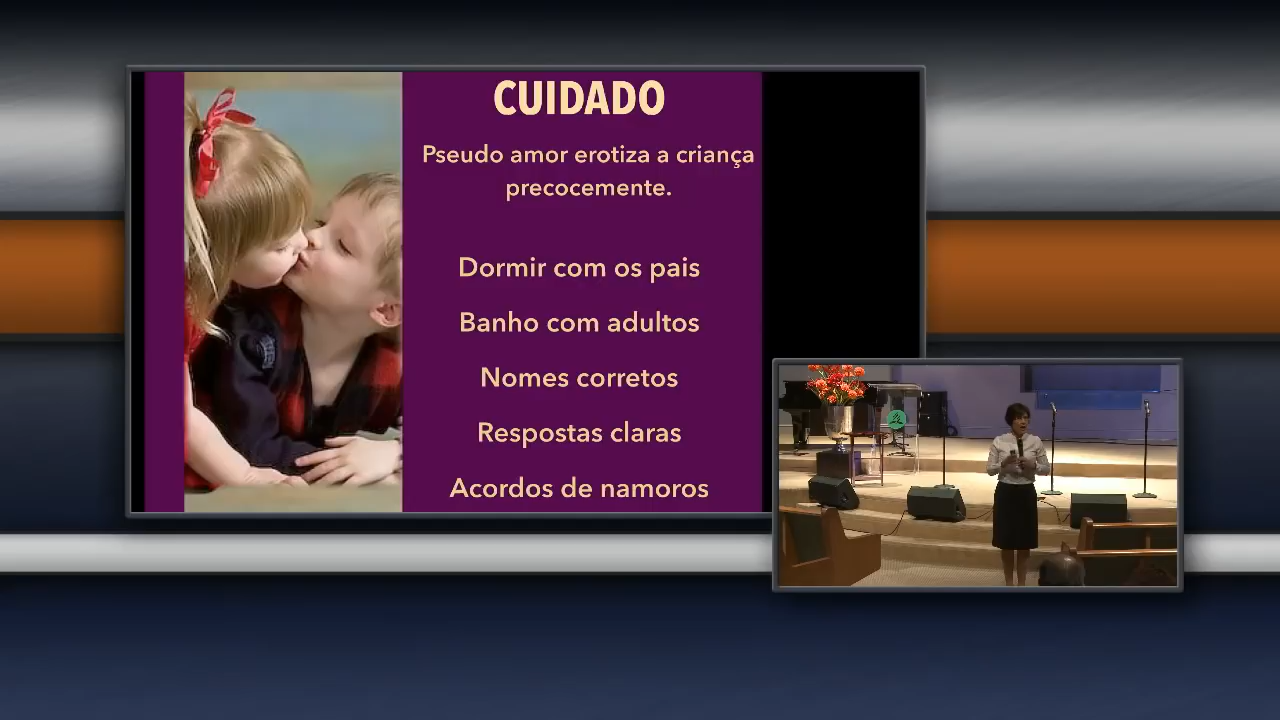 CUIDADO
Pseudo amor erotiza a criança
precocemente.
Dormir com os pais
Banho com adultos
Nomes corretos
Respostas claras
Acordos de namoros